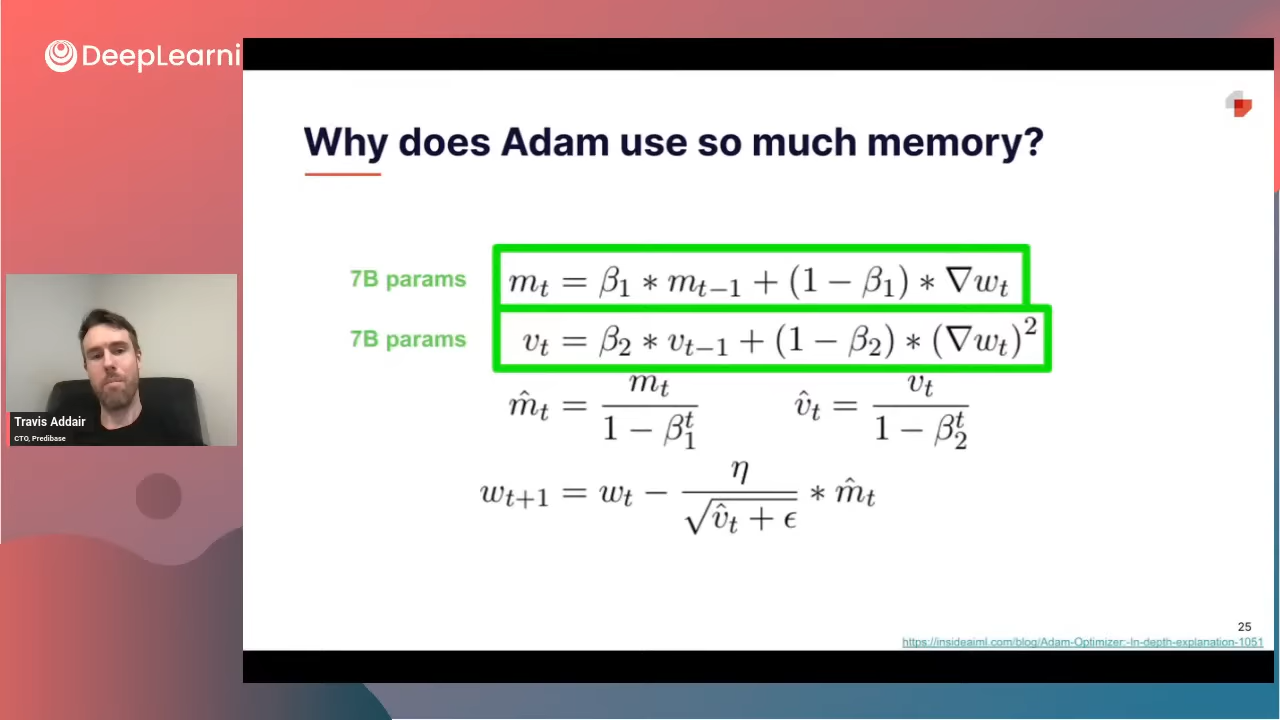 DeepLearni
Why does Adam use so much memory?
7B params m_t = β_1 * m_{t−1} + (1 − β_1) * ∇w_t
7B params v_t = β_2 * v_{t−1} + (1 − β_2) * (∇w_t)^2
m̂_t = m_t / (1 − β_1^t) v̂_t = v_t / (1 − β_2^t)
w_{t+1} = w_t − η / √(v̂_t + ϵ) * m̂_t
Travis Addair
CTO, Predibase
25
https://insideaiml.com/blog/Adam-Optimizer:-In-depth-explanation-1051